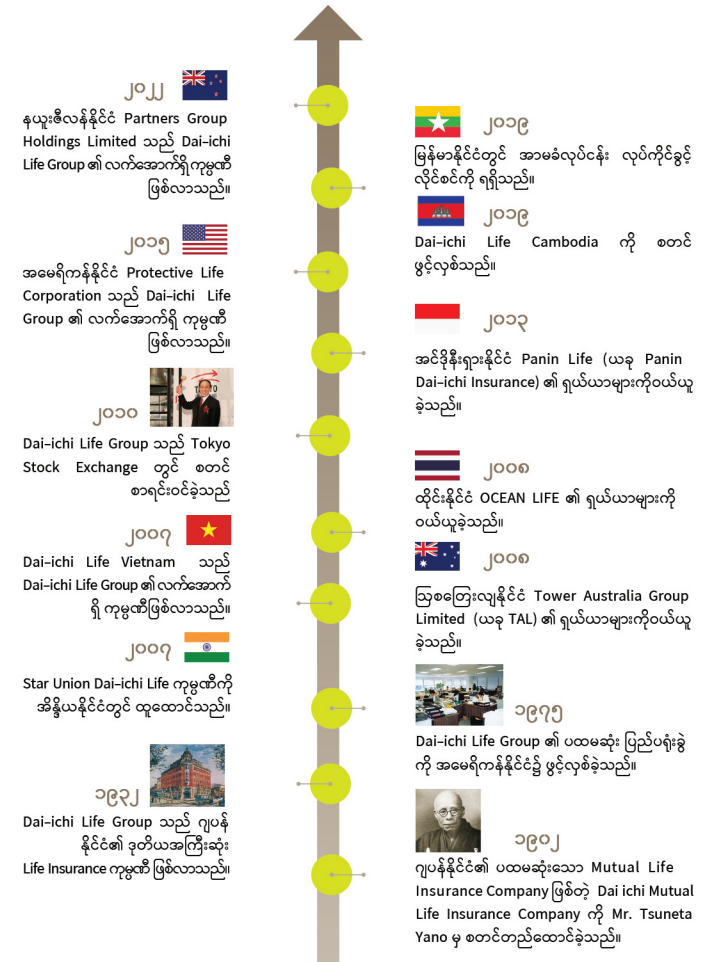 ၂၀၂၂
နယူးဇီလန်နိုင်ငံ Partners Group
Holdings Limited သည် Dai–ichi
Life Group ၏ လက်အောက်ရှိ ကုမ္ပဏီ
ဖြစ်လာသည်။
၂၀၁၅
အမေရိကန်နိုင်ငံ Protective Life
Corporation သည် Dai–ichi Life
Group ၏ လက်အောက်ရှိ ကုမ္ပဏီ
ဖြစ်လာသည်။
၂၀၁၀
Dai–ichi Life Group သည် Tokyo
Stock Exchange တွင် စတင်
စာရင်းဝင်ခဲ့သည်
၂၀၀၇
Dai–ichi Life Vietnam သည်
Dai–ichi Life Group ၏ လက်အောက်
ရှိ ကုမ္ပဏီဖြစ်လာသည်။
၂၀၀၇
Star Union Dai–ichi Life ကုမ္ပဏီကို
အိန္ဒိယနိုင်ငံတွင် ထူထောင်သည်။
၁၉၃၂
Dai–ichi Life Group သည် ဂျပန်
နိုင်ငံ၏ ဒုတိယအကြီးဆုံး
Life Insurance ကုမ္ပဏီ ဖြစ်လာသည်။
၂၀၁၉
မြန်မာနိုင်ငံတွင် အာမခံလုပ်ငန်း လုပ်ကိုင်ခွင့်
လိုင်စင်ကို ရရှိသည်။
၂၀၁၉
Dai–ichi Life Cambodia ကို စတင်
ဖွင့်လှစ်သည်။
၂၀၁၃
အင်ဒိုနီးရှားနိုင်ငံ Panin Life (ယခု Panin
Dai–ichi Insurance) ၏ ရှယ်ယာများကိုဝယ်ယူ
ခဲ့သည်။
၂၀၀၈
ထိုင်းနိုင်ငံ OCEAN LIFE ၏ ရှယ်ယာများကို
ဝယ်ယူခဲ့သည်။
၂၀၀၈
ဩစတြေးလျနိုင်ငံ Tower Australia Group
Limited (ယခု TAL) ၏ ရှယ်ယာများကိုဝယ်ယူ
ခဲ့သည်။
၁၉၇၅
Dai–ichi Life Group ၏ ပထမဆုံး ပြည်ပရုံးခွဲ
ကို အမေရိကန်နိုင်ငံ၌ ဖွင့်လှစ်ခဲ့သည်။
၁၉၀၂
ဂျပန်နိုင်ငံ၏ ပထမဆုံးသော Mutual Life
Insurance Company ဖြစ်တဲ့ Dai ichi Mutual
Life Insurance Company ကို Mr. Tsuneta
Yano မှ စတင်တည်ထောင်ခဲ့သည်။